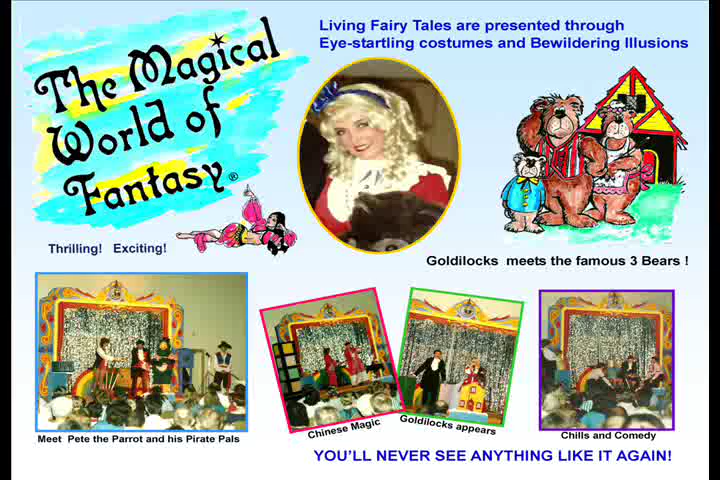 The Magical
World of
Fantasy®
Living Fairy Tales are presented through
Eye-startling costumes and Bewildering Illusions
Thrilling!  Exciting!
Goldilocks  meets the famous 3 Bears !
Meet  Pete the Parrot and his Pirate Pals
Chinese Magic
Goldilocks appears
Chills and Comedy
YOU'LL NEVER SEE ANYTHING LIKE IT AGAIN!